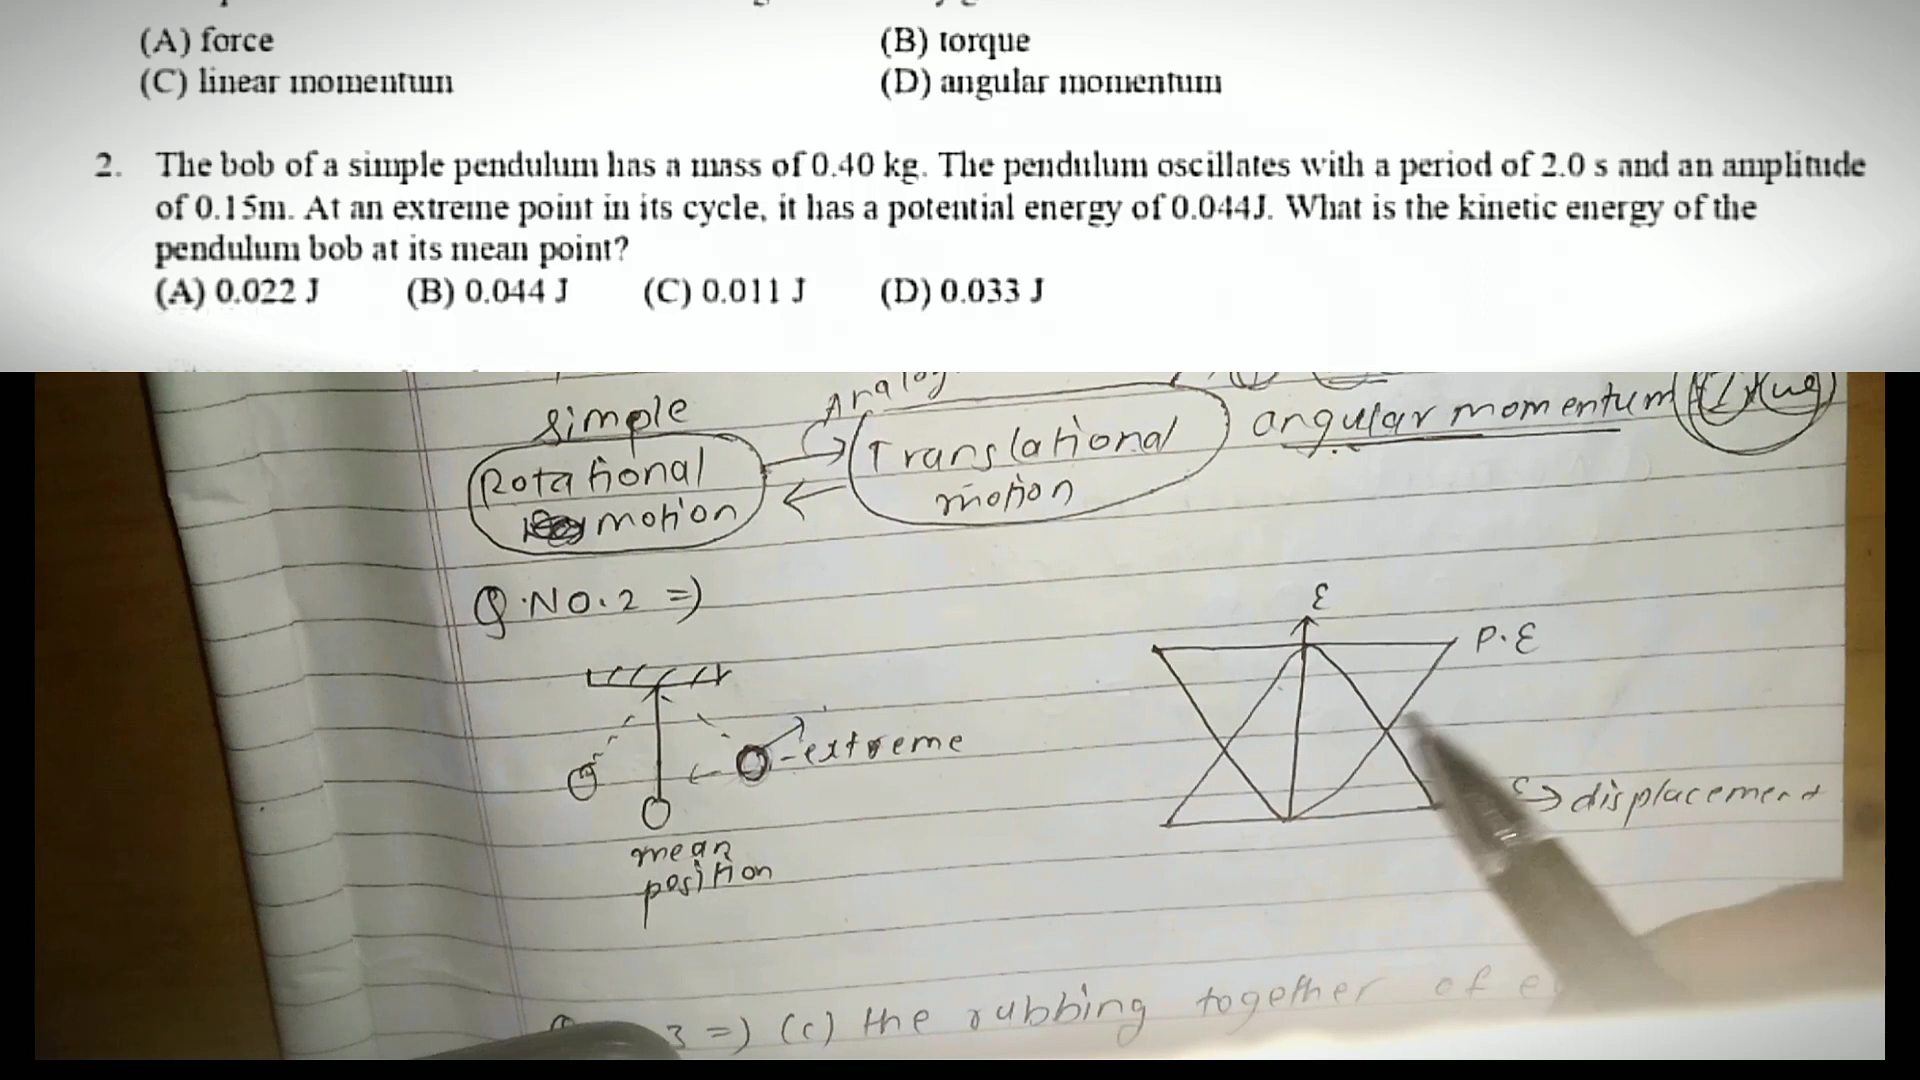 (A) force (B) torque
(C) linear momentum (D) angular momentum
2. The bob of a simple pendulum has a mass of 0.40 kg. The pendulum oscillates with a period of 2.0 s and an amplitude
of 0.15m. At an extreme point in its cycle, it has a potential energy of 0.044J. What is the kinetic energy of the
pendulum bob at its mean point?
(A) 0.022 J (B) 0.044 J (C) 0.011 J (D) 0.033 J
simple
Rotational
motion
Translational
motion
angular momentum
Q.NO.2 =)
extreme
mean
position
E
P.E
displacement
3 =) (c) the rubbing together of